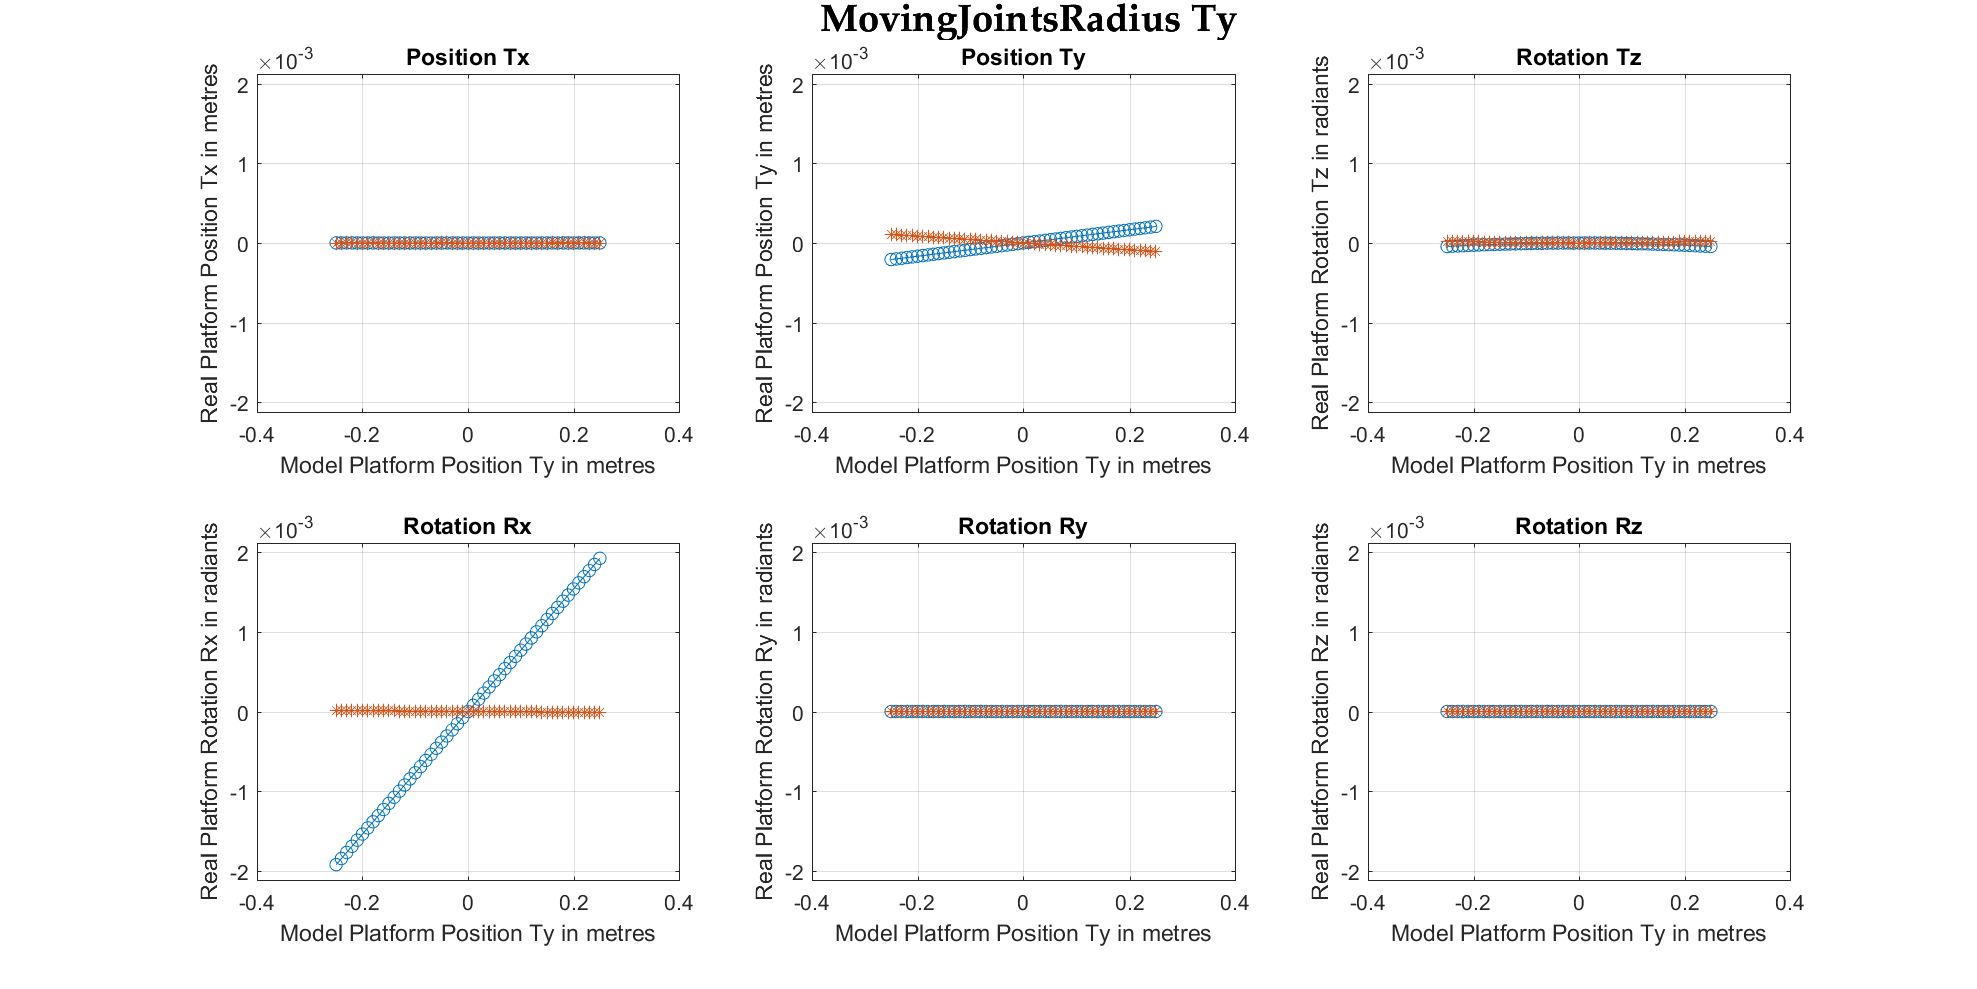 MovingJointsRadius Ty
Position Tx
×10-3
Real Platform Position Tx in metres
2
1
0
-1
-2
-0.4 -0.2 0 0.2 0.4
Model Platform Position Ty in metres
Position Ty
×10-3
Real Platform Position Ty in metres
2
1
0
-1
-2
-0.4 -0.2 0 0.2 0.4
Model Platform Position Ty in metres
Rotation Tz
×10-3
Real Platform Rotation Tz in radiants
2
1
0
-1
-2
-0.4 -0.2 0 0.2 0.4
Model Platform Position Ty in metres
Rotation Rx
×10-3
Real Platform Rotation Rx in radiants
2
1
0
-1
-2
-0.4 -0.2 0 0.2 0.4
Model Platform Position Ty in metres
Rotation Ry
×10-3
Real Platform Rotation Ry in radiants
2
1
0
-1
-2
-0.4 -0.2 0 0.2 0.4
Model Platform Position Ty in metres
Rotation Rz
×10-3
Real Platform Rotation Rz in radiants
2
1
0
-1
-2
-0.4 -0.2 0 0.2 0.4
Model Platform Position Ty in metres